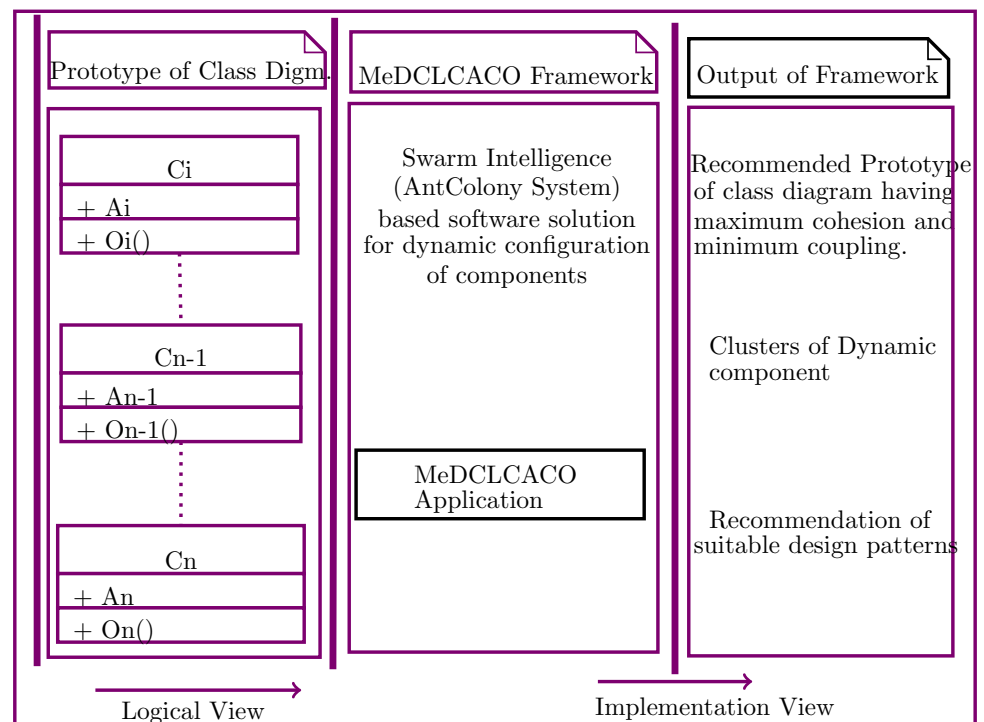 Prototype of Class Digm.
Ci
+ Ai
+ Oi()
Cn-1
+ An-1
+ On-1()
Cn
+ An
+ On()
Logical View
MeDCLCACO Framework
Swarm Intelligence
(AntColony System)
based software solution
for dynamic configuration
of components
MeDCLCACO
Application
Output of Framework
Recommended Prototype
of class diagram having
maximum cohesion and
minimum coupling.
Clusters of Dynamic
component
Recommendation of
suitable design patterns
Implementation View